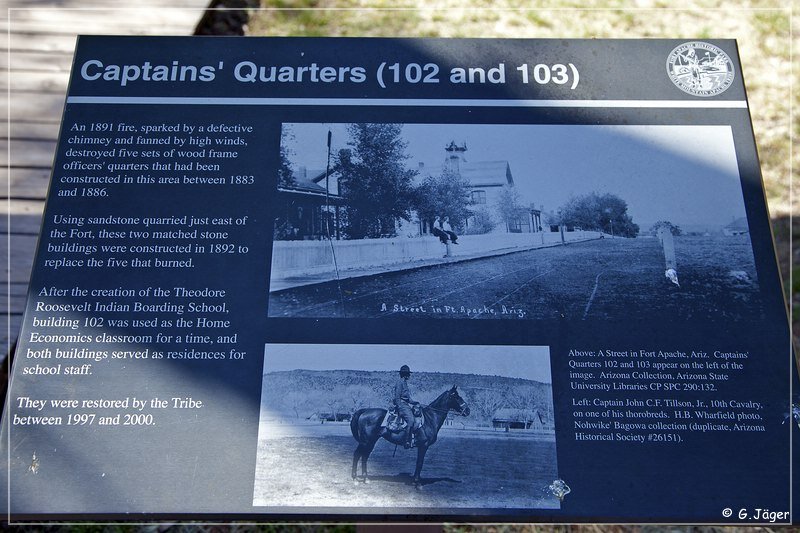 Captains' Quarters (102 and 103)
An 1891 fire, sparked by a defective
chimney and fanned by high winds,
destroyed five sets of wood frame
officers' quarters that had been
constructed in this area between 1883
and 1886.
Using sandstone quarried just east of
the Fort, these two matched stone
buildings were constructed in 1892 to
replace the five that burned.
After the creation of the Theodore
Roosevelt Indian Boarding School,
building 102 was used as the Home
Economics classroom for a time, and
both buildings served as residences for
school staff.
They were restored by the Tribe
between 1997 and 2000.
A Street in Ft. Apache, Ariz.
Above: A Street in Fort Apache, Ariz. Captains'
Quarters 102 and 103 appear on the left of the
image. Arizona Collection, Arizona State
University Libraries CP SPC 290:132.
Left: Captain John C.F. Tillson, Jr., 10th Cavalry,
on one of his thorobreds. H.B. Wharfield photo,
Nohwike' Bagowa collection (duplicate, Arizona
Historical Society #26151).
© G.Jäger